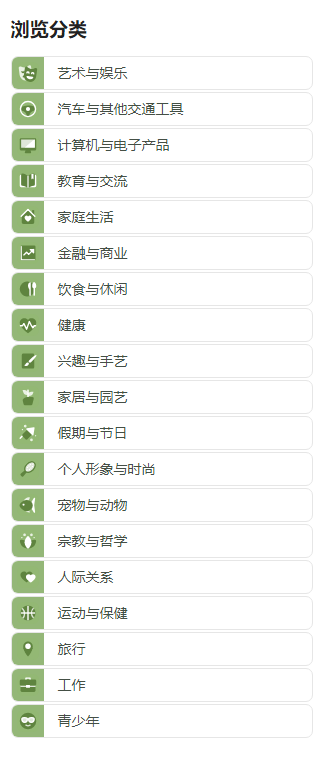 浏览分类
艺术与娱乐
汽车与其他交通工具
计算机与电子产品
教育与交流
家庭生活
金融与商业
饮食与休闲
健康
兴趣与手艺
家居与园艺
假期与节日
个人形象与时尚
宠物与动物
宗教与哲学
人际关系
运动与保健
旅行
工作
青少年